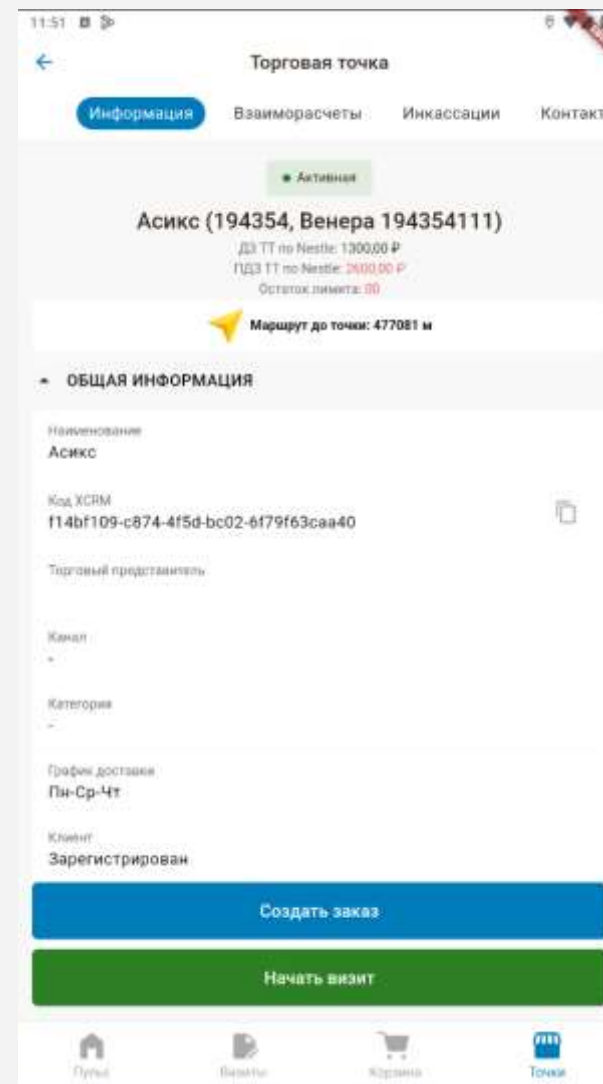 11:51
Торговая точка
Информация Взаиморасчеты Инкассации Контакт
Активная
Асикс (194354, Венера 194354111)
ДЗ ТТ по Nestle: 1300,00 ₽
ПДЗ ТТ по Nestle: 2600,00 ₽
Остаток лимита: 00
Маршрут до точки: 477081 м
ОБЩАЯ ИНФОРМАЦИЯ
Наименование
Асикс
Код XCRM
f14bf109-c874-4f5d-bc02-6f79f63caa40
Торговый представитель
Канал
-
Категория
-
График доставки
Пн-Ср-Чт
Клиент
Зарегистрирован
Создать заказ
Начать визит
Пульс Визиты Корзина Точки